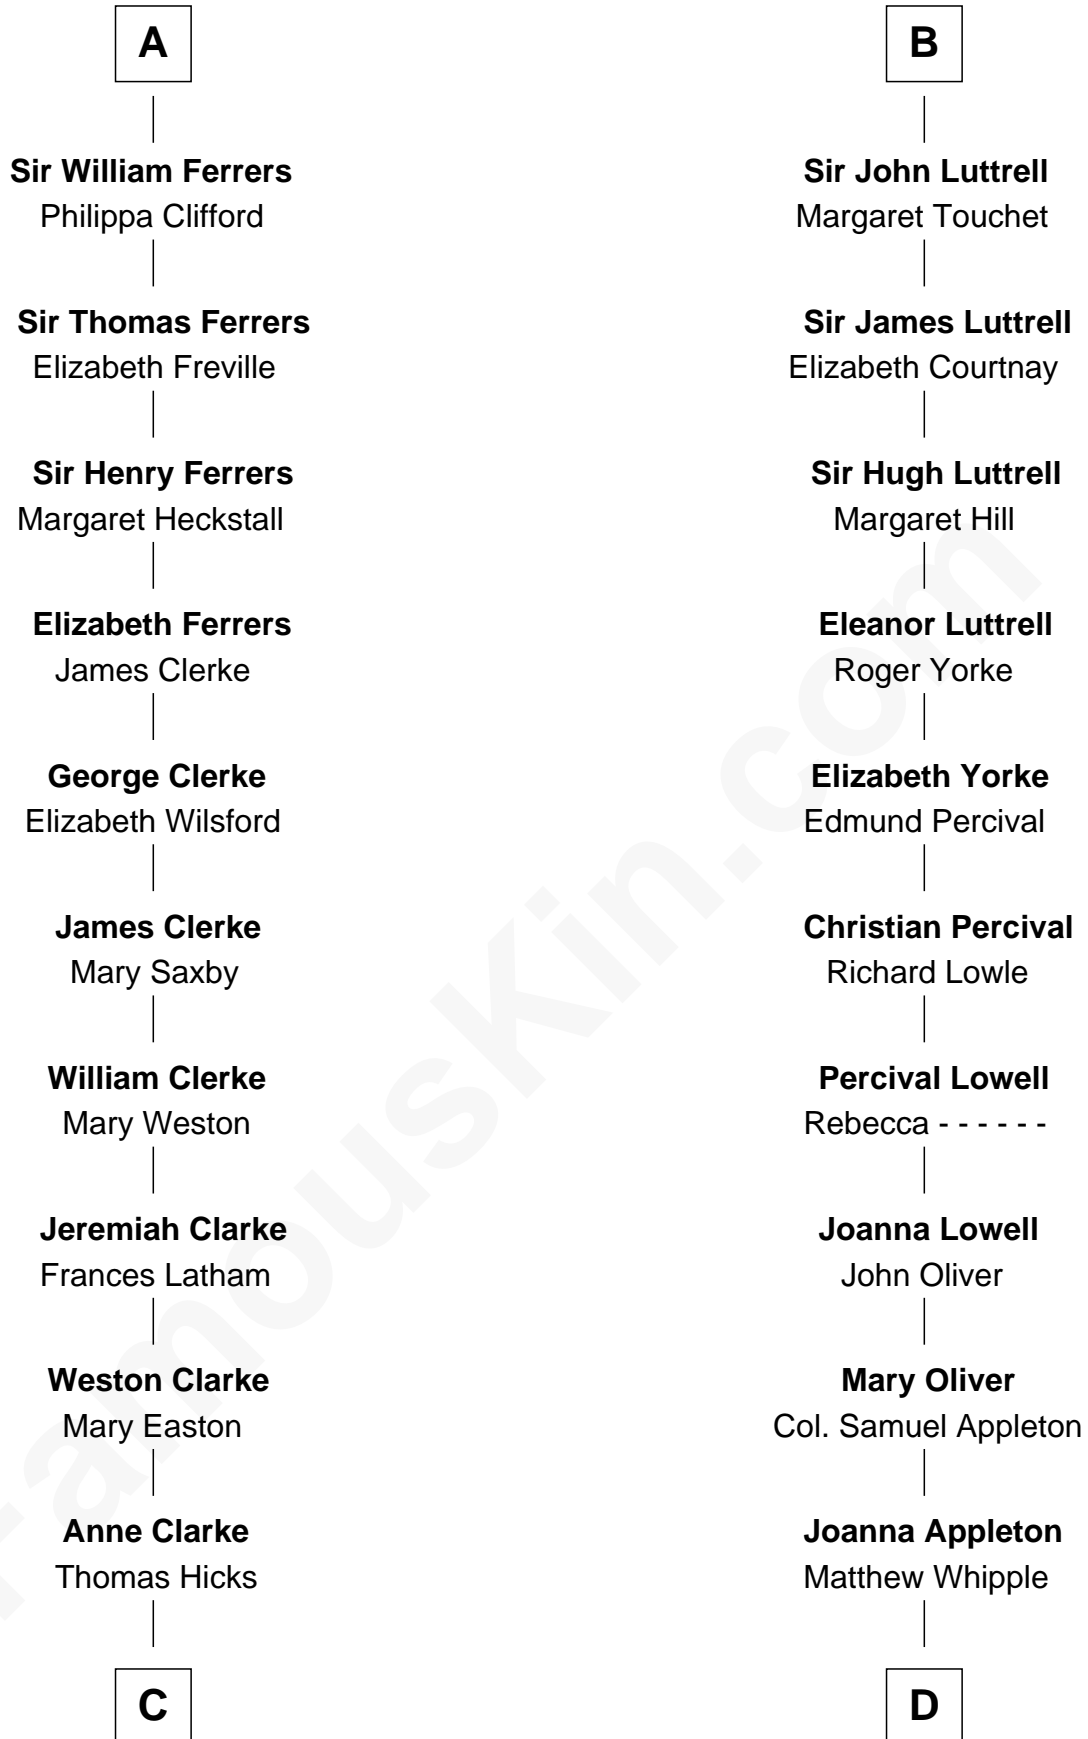 A
Sir William Ferrers
Philippa Clifford
Sir Thomas Ferrers
Elizabeth Freville
Sir Henry Ferrers
Margaret Heckstall
Elizabeth Ferrers
James Clerke
George Clerke
Elizabeth Wilsford
James Clerke
Mary Saxby
William Clerke
Mary Weston
Jeremiah Clarke
Frances Latham
Weston Clarke
Mary Easton
Anne Clarke
Thomas Hicks
C
B
Sir John Luttrell
Margaret Touchet
Sir James Luttrell
Elizabeth Courtnay
Sir Hugh Luttrell
Margaret Hill
Eleanor Luttrell
Roger Yorke
Elizabeth Yorke
Edmund Percival
Christian Percival
Richard Lowle
Percival Lowell
Rebecca - - - - - -
Joanna Lowell
John Oliver
Mary Oliver
Col. Samuel Appleton
Joanna Appleton
Matthew Whipple
D
FamousKin.com